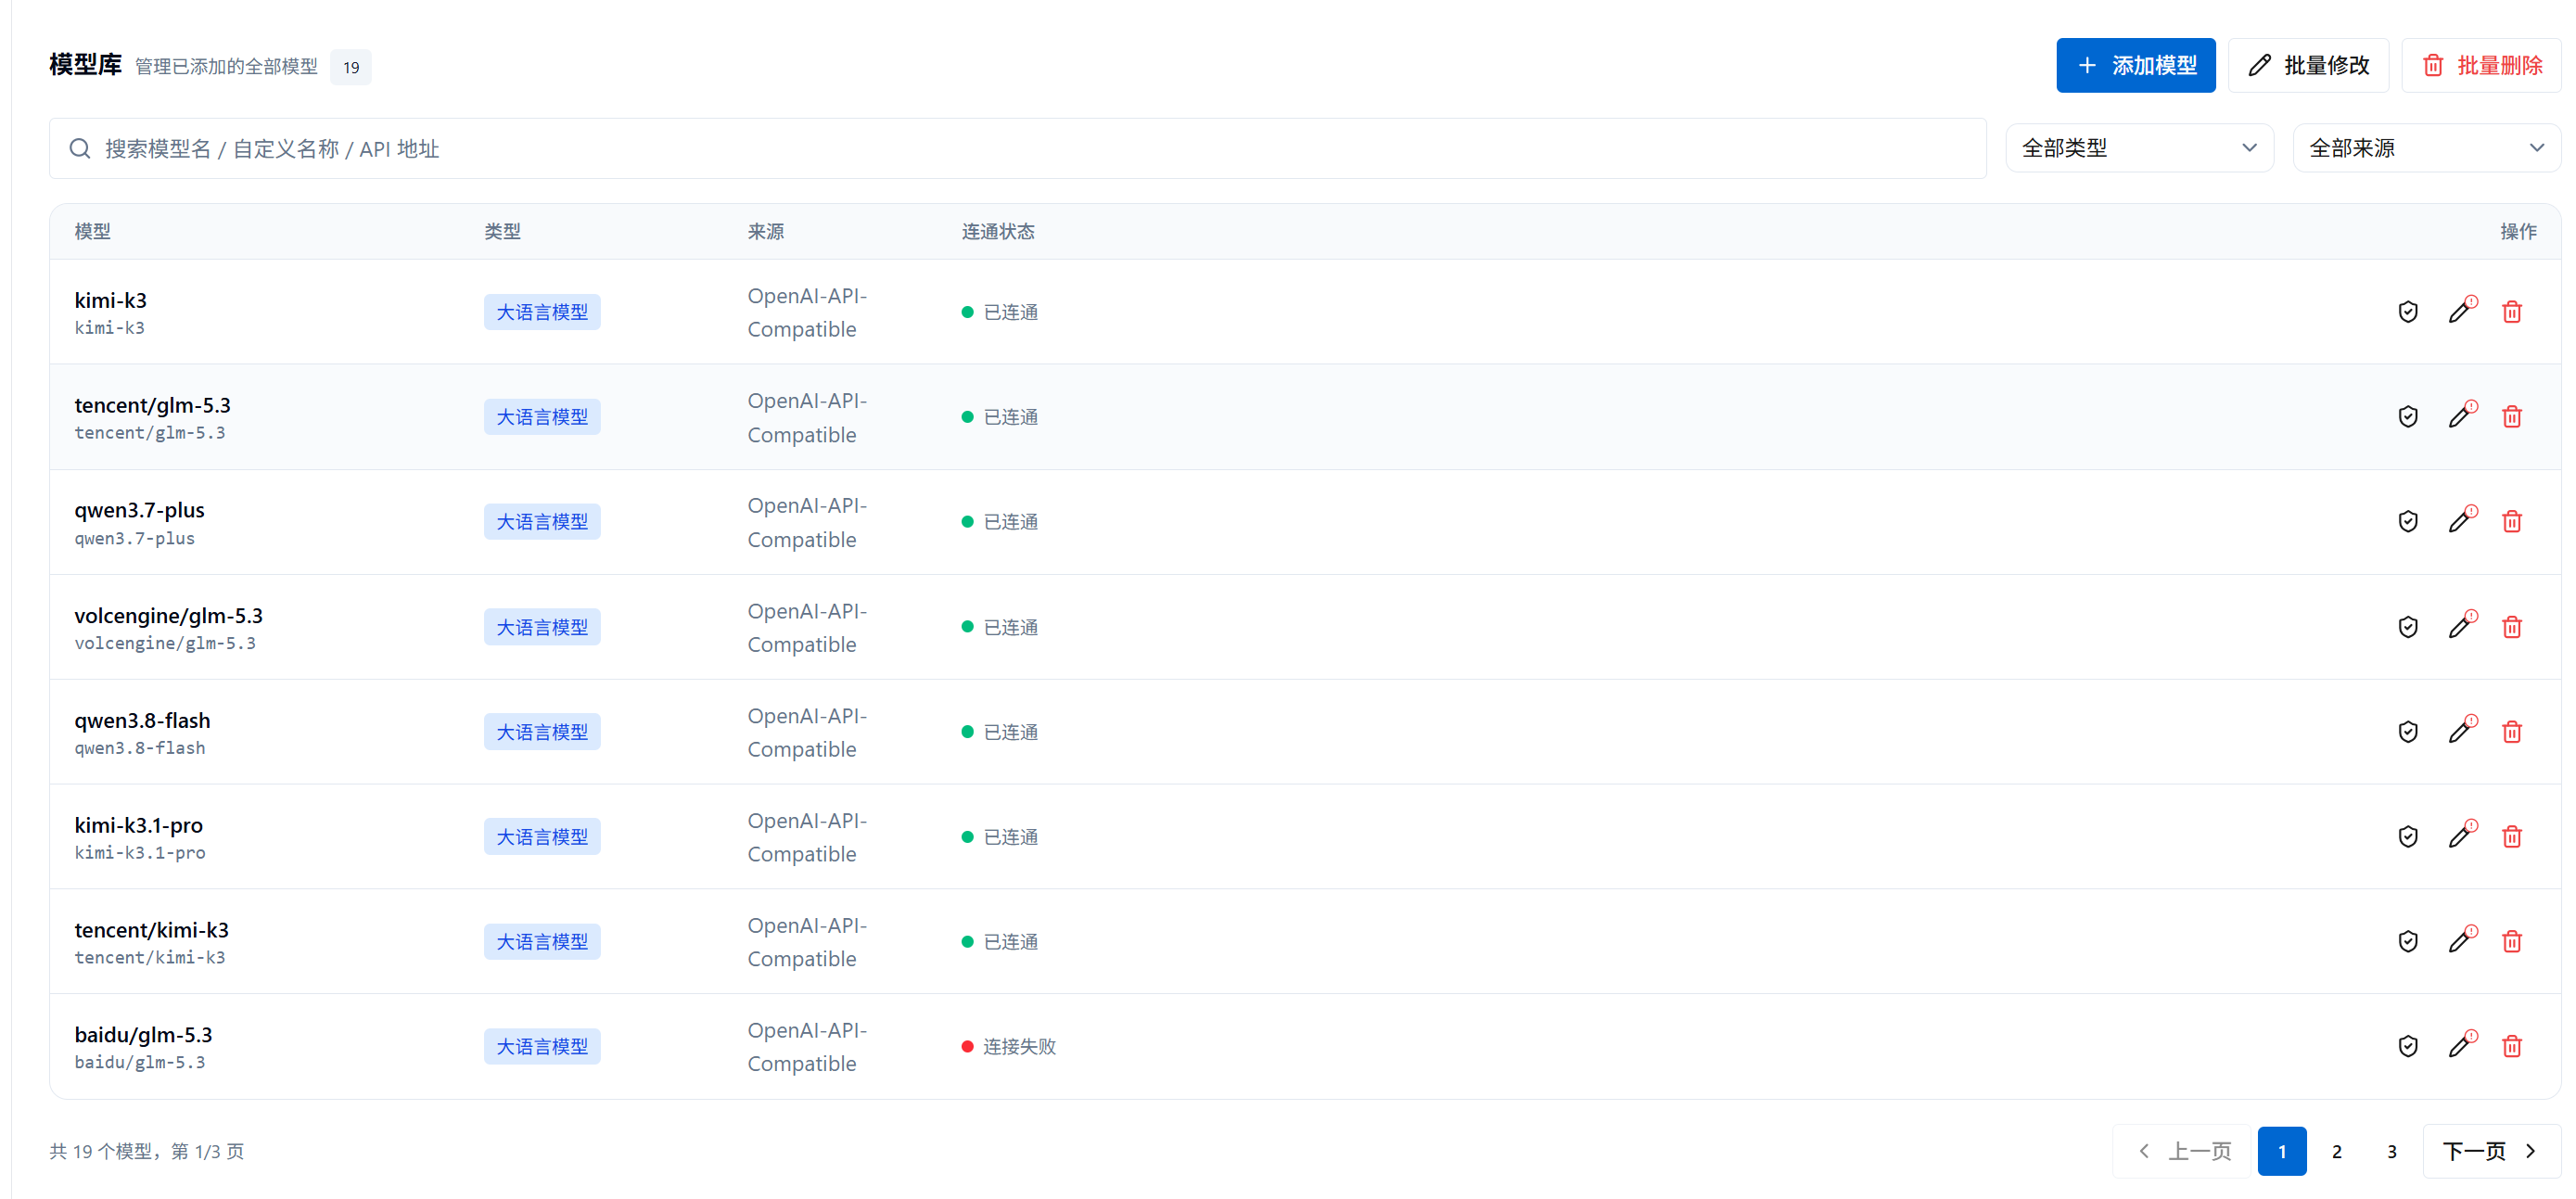 模型库 管理已添加的全部模型 19
添加模型 批量修改 批量删除
搜索模型名 / 自定义名称 / API 地址 全部类型 全部来源
模型 类型 来源 连通状态 操作
kimi-k3
kimi-k3
大语言模型
OpenAI-API-
Compatible
已连通
tencent/glm-5.3
tencent/glm-5.3
大语言模型
OpenAI-API-
Compatible
已连通
qwen3.7-plus
qwen3.7-plus
大语言模型
OpenAI-API-
Compatible
已连通
volcengine/glm-5.3
volcengine/glm-5.3
大语言模型
OpenAI-API-
Compatible
已连通
qwen3.8-flash
qwen3.8-flash
大语言模型
OpenAI-API-
Compatible
已连通
kimi-k3.1-pro
kimi-k3.1-pro
大语言模型
OpenAI-API-
Compatible
已连通
tencent/kimi-k3
tencent/kimi-k3
大语言模型
OpenAI-API-
Compatible
已连通
baidu/glm-5.3
baidu/glm-5.3
大语言模型
OpenAI-API-
Compatible
连接失败
共 19 个模型，第 1/3 页
上一页 1 2 3 下一页